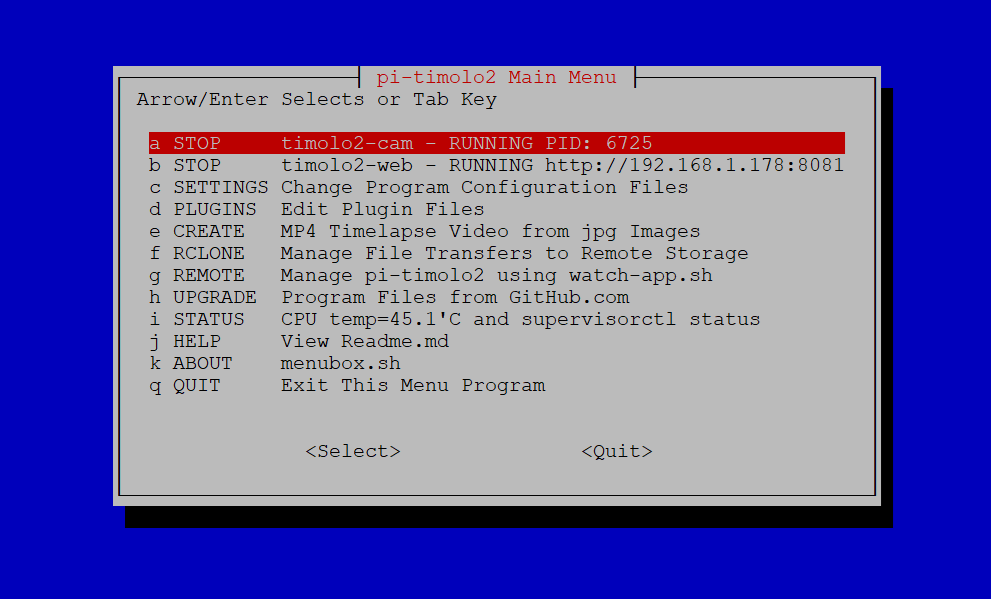 pi-timolo2 Main Menu
Arrow/Enter Selects or Tab Key
a STOP timolo2-cam - RUNNING PID: 6725
b STOP timolo2-web - RUNNING http://192.168.1.178:8081
c SETTINGS Change Program Configuration Files
d PLUGINS Edit Plugin Files
e CREATE MP4 Timelapse Video from jpg Images
f RCLONE Manage File Transfers to Remote Storage
g REMOTE Manage pi-timolo2 using watch-app.sh
h UPGRADE Program Files from GitHub.com
i STATUS CPU temp=45.1'C and supervisorctl status
j HELP View Readme.md
k ABOUT menubox.sh
q QUIT Exit This Menu Program
<Select> <Quit>